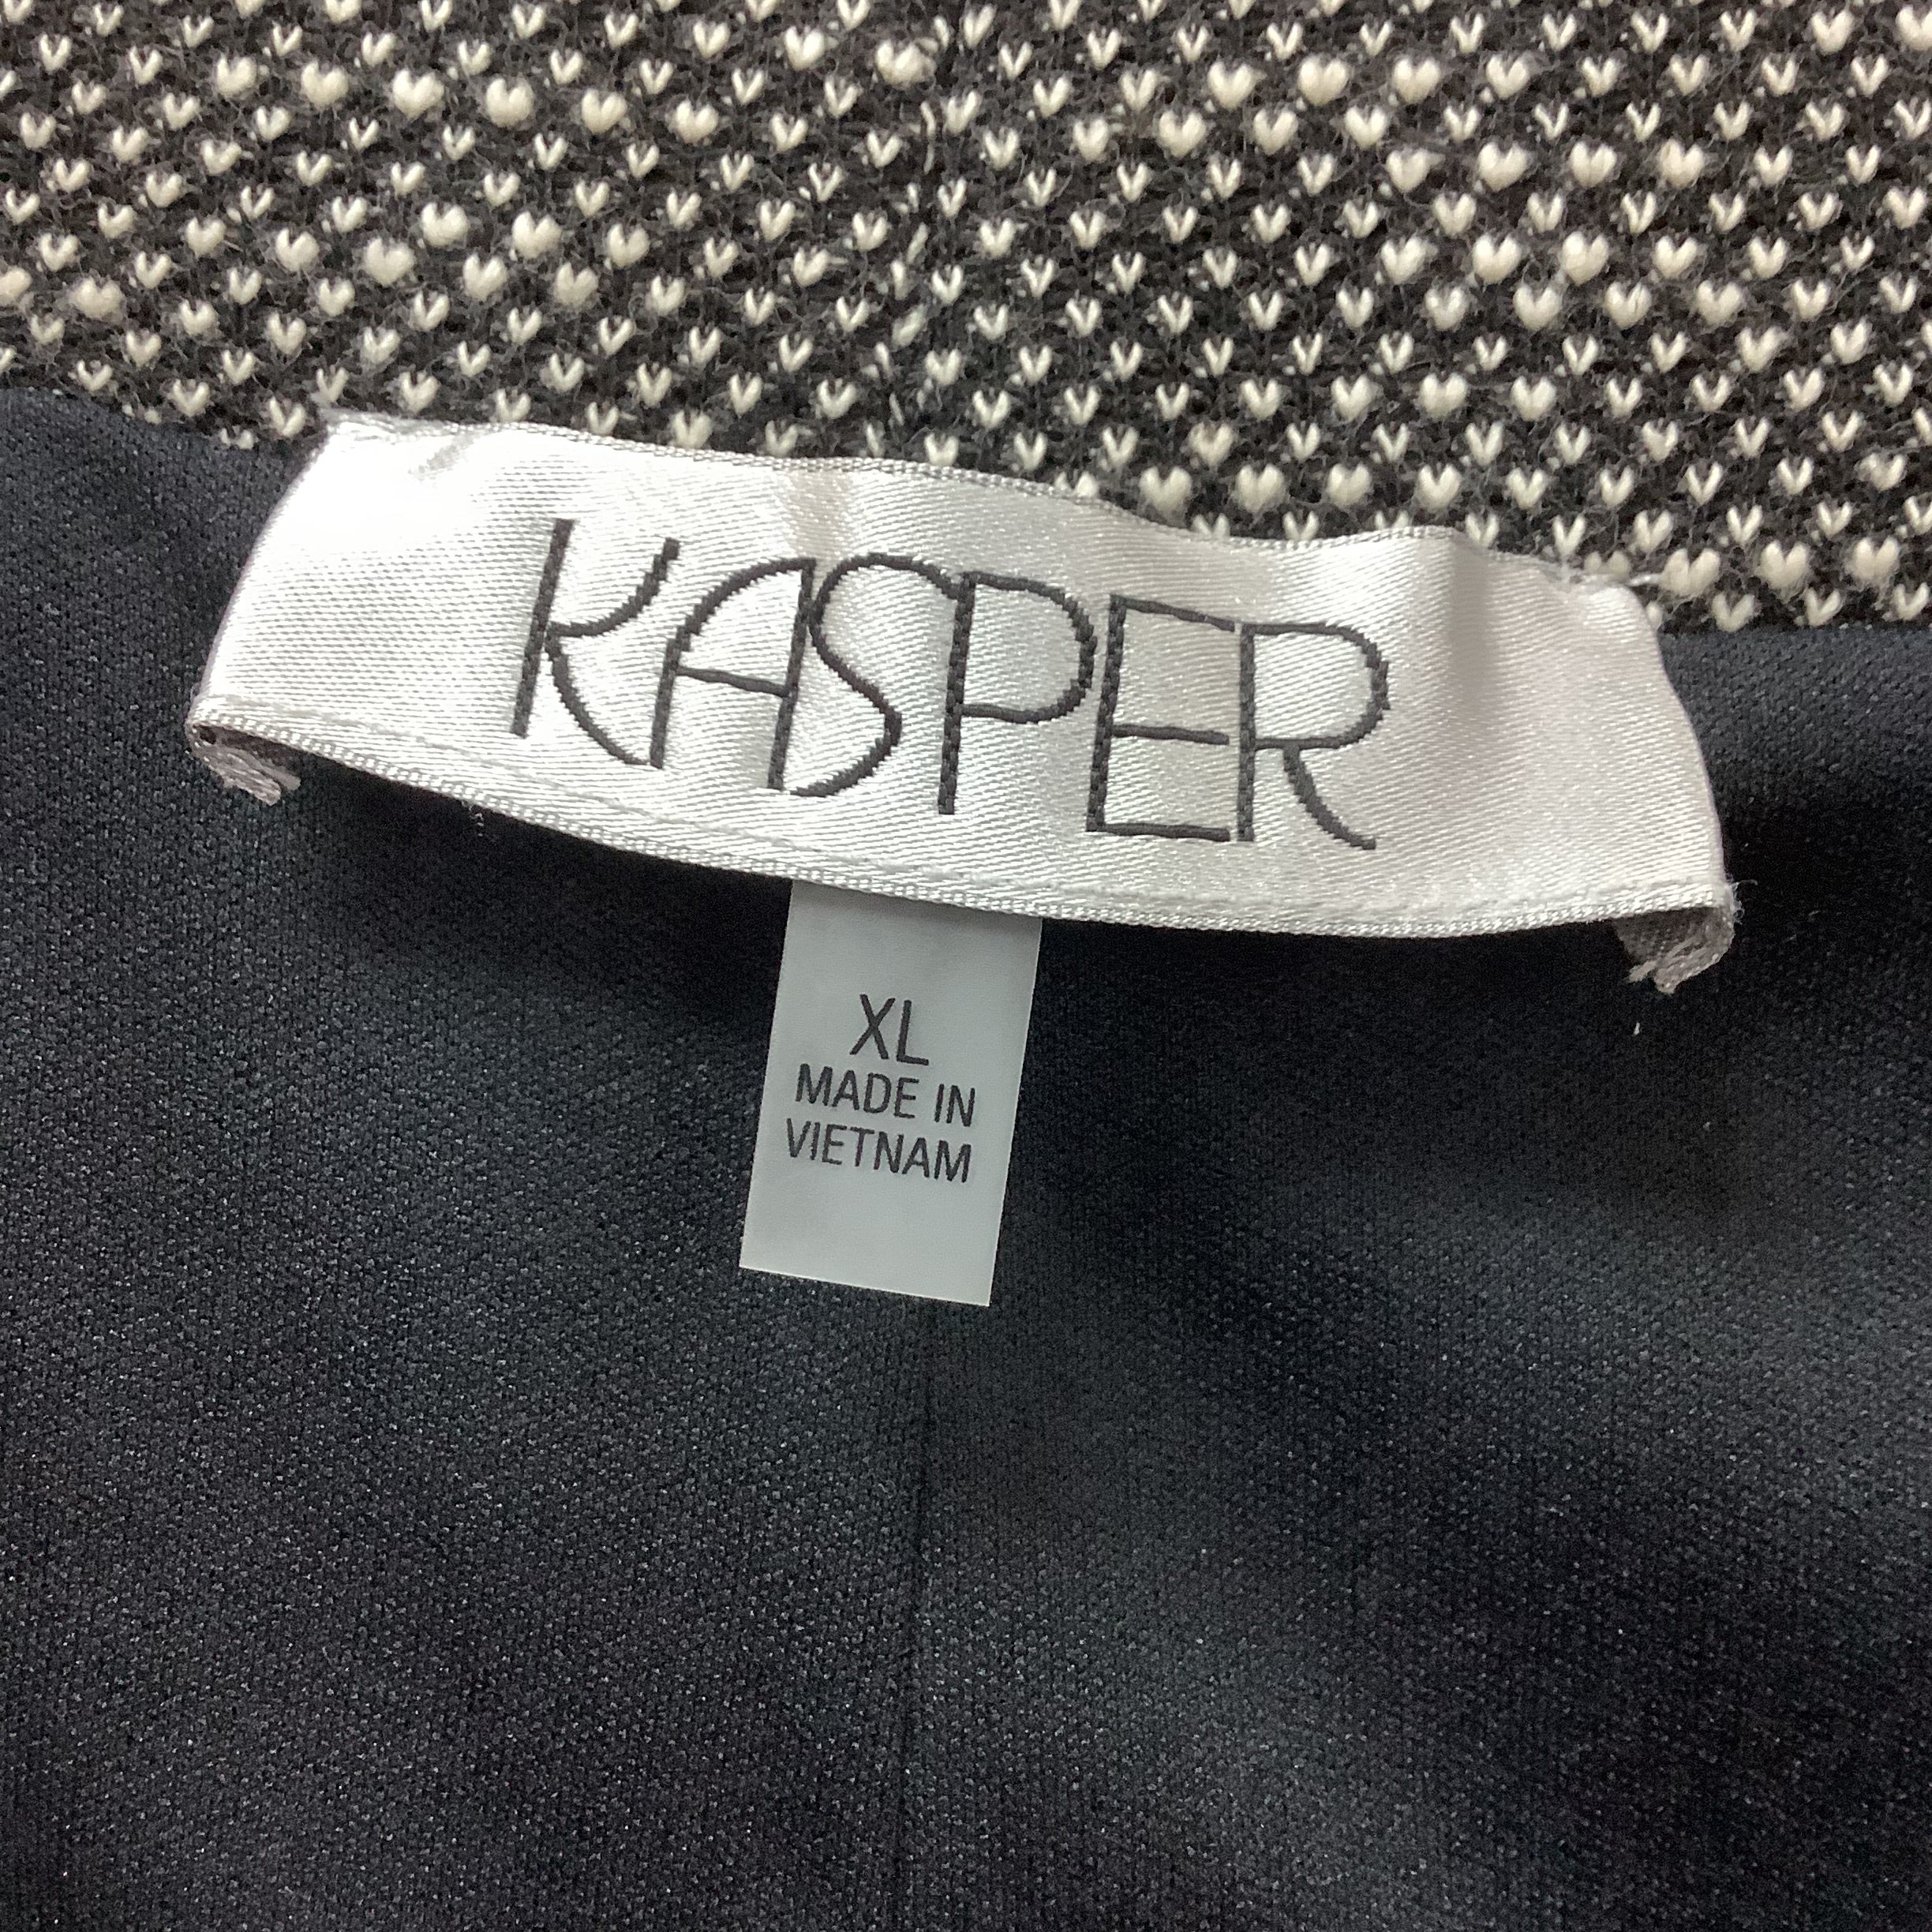 KASPER
XL
MADE IN
VIETNAM